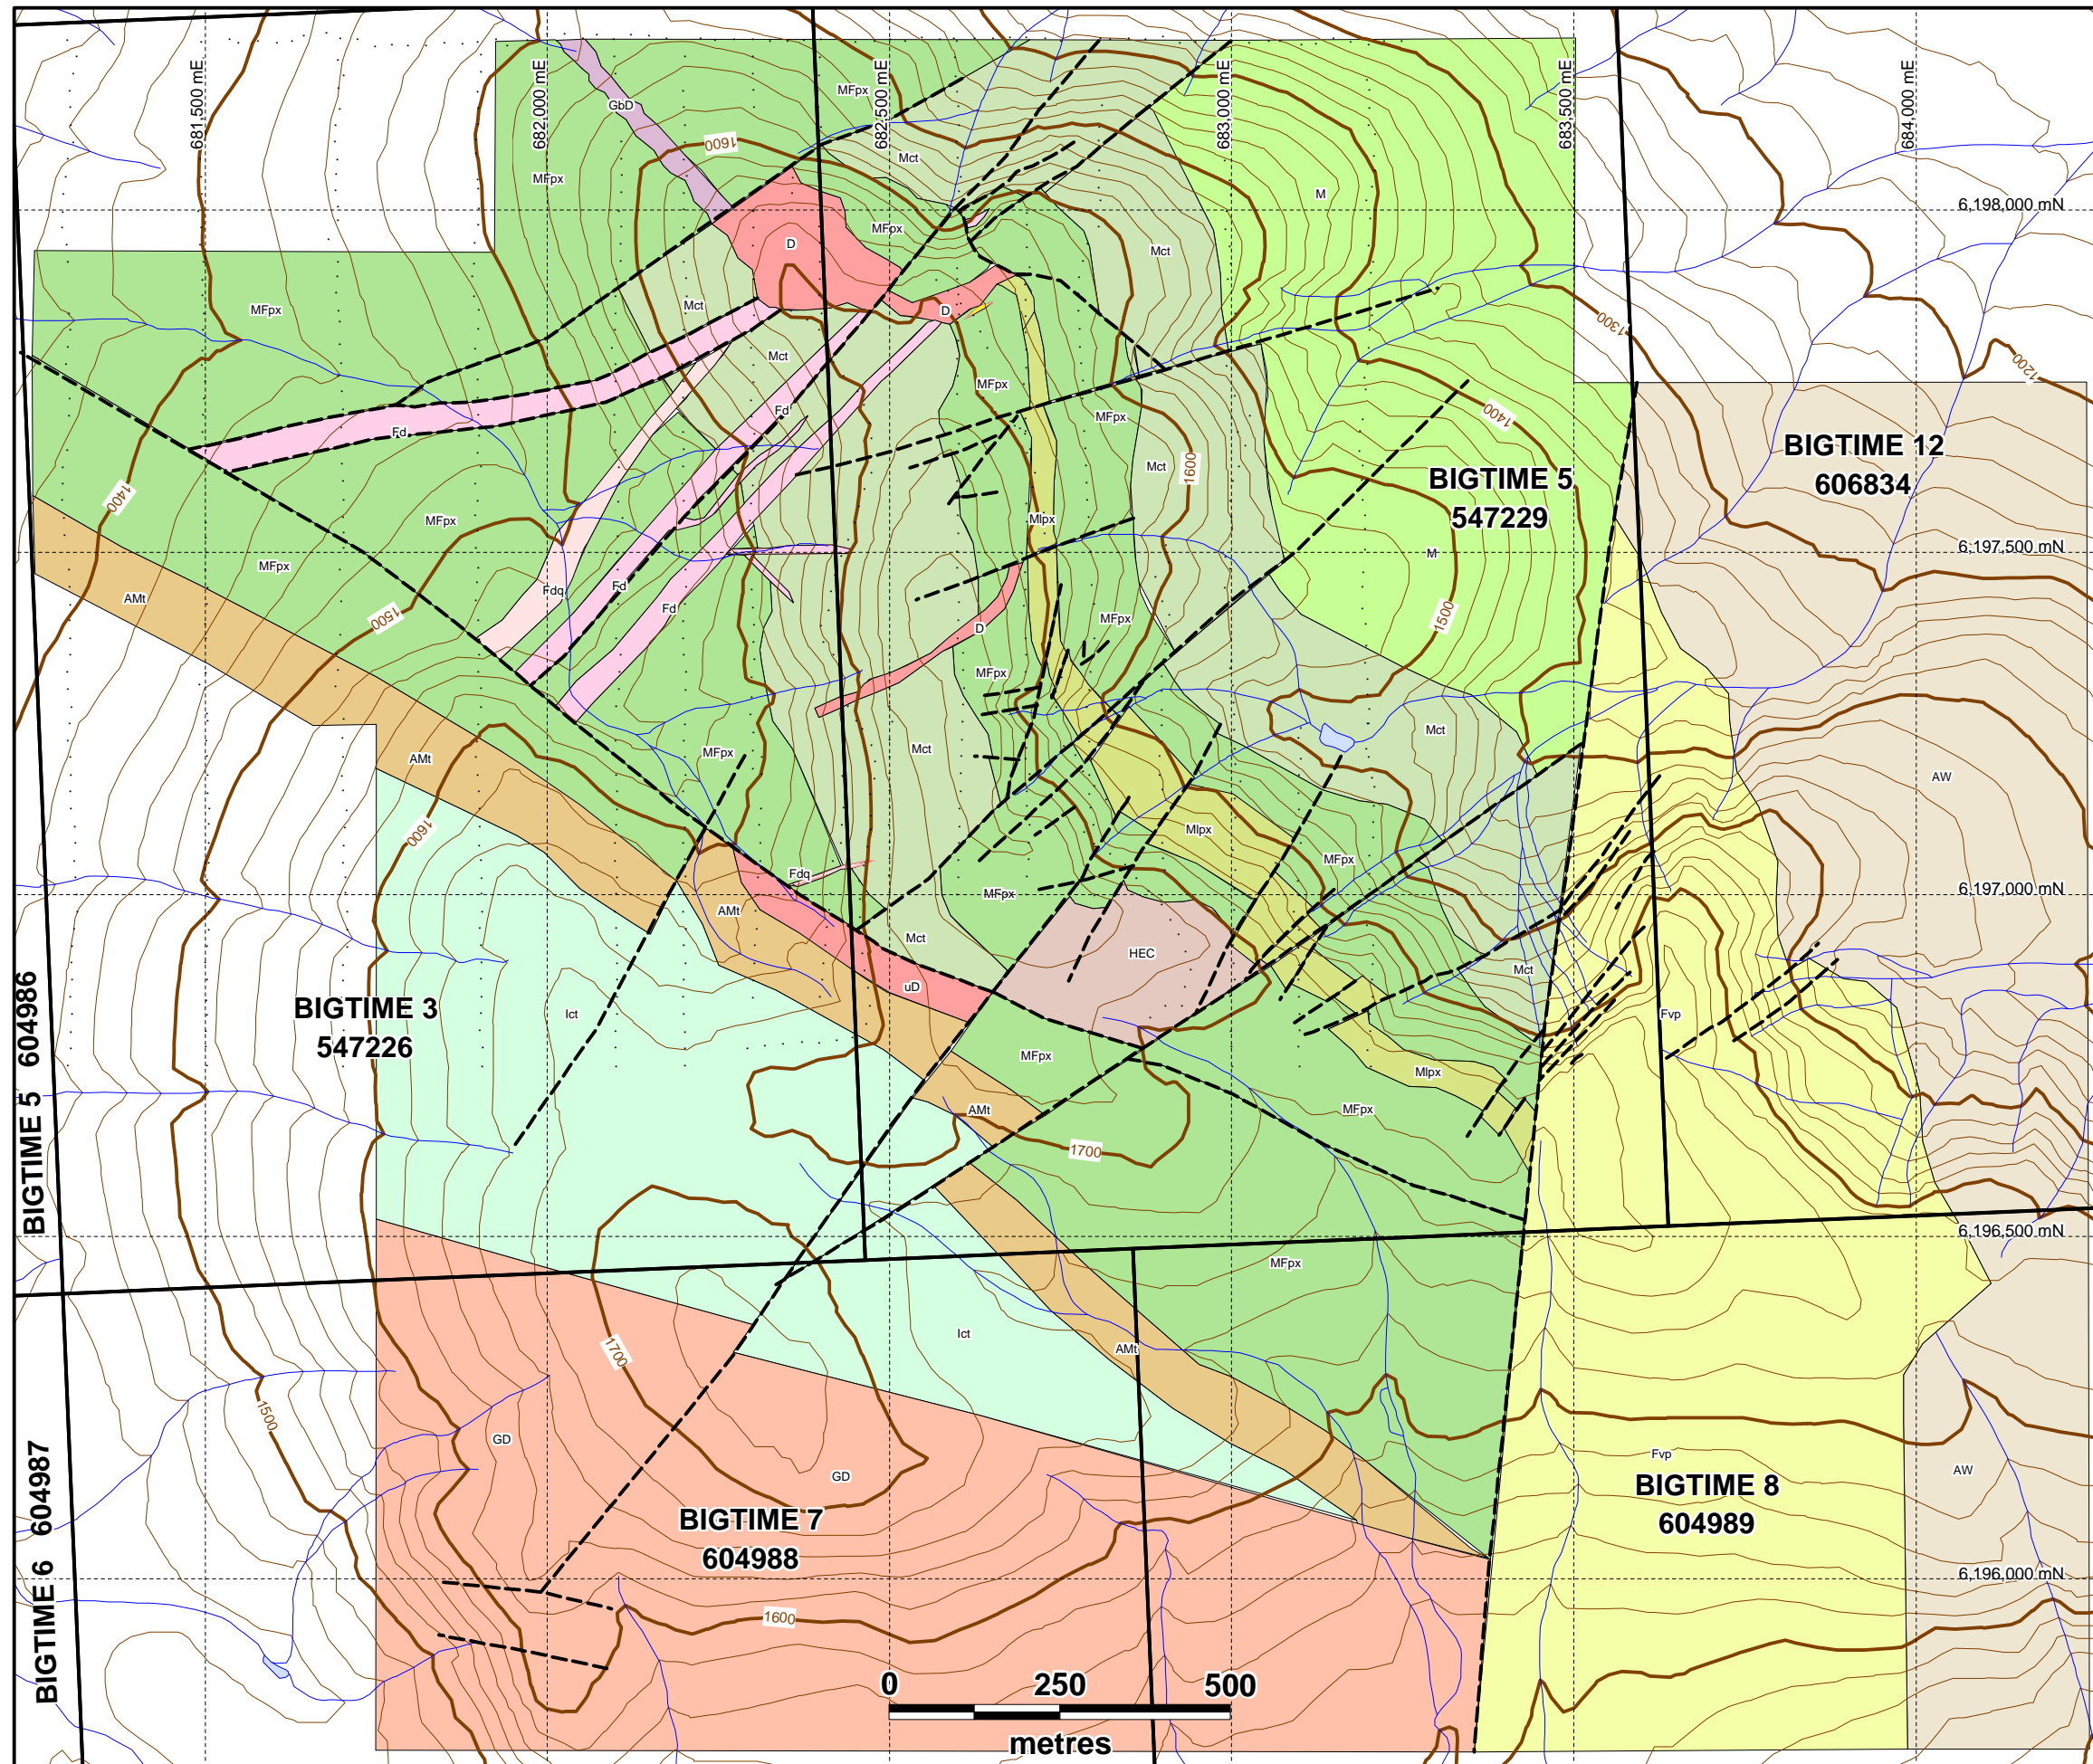 681,500 mE
682,000 mE
682,500 mE
683,000 mE
683,500 mE
684,000 mE
MFpx
GbD
1600
Mct
MFpx
M
6,198,000 mN
MFpx
D
Mct
MFpx
Mct
D
1300
Mct
1200
MFpx
Fd
1400
MFpx
Fd
BIGTIME 12
606834
Mct
1600
BIGTIME 5
547229
1400
MFpx
Mlpx
M
6,197,500 mN
MFpx
AMt
Fdq
Fd
Fd
1500
MFpx
1500
D
MFpx
Mct
MFpx
Mct
AMt
AW
1600
Mlpx
MFpx
Fdq
MFpx
6,197,000 mN
AMt
Mct
HEC
Mct
uD
BIGTIME 3
547226
Ict
Fvp
MFpx
Mlpx
AMt
MFpx
BIGTIME 5 604986
1700
6,196,500 mN
MFpx
Ict
AMt
1700
1500
GD
Fvp
GD
AW
BIGTIME 8
604989
BIGTIME 7
604988
BIGTIME 6 604987
6,196,000 mN
1600
0 250 500
metres